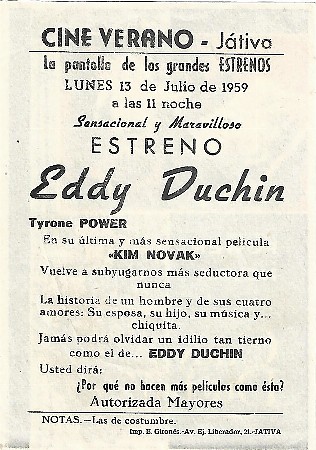 CINE VERANO - Játiva
La pantalla de los grandes ESTRENOS
LUNES 13 de Julio de 1959
a las 11 noche
Sensacional y Maravilloso
ESTRENO
Eddy Duchin
Tyrone POWER
En su última y más sensacional película
«KIM NOVAK»
Vuelve a subyugarnos más seductora que
nunca
La historia de un hombre y de sus cuatro
amores: Su esposa, su hijo, su música y...
chiquita.
Jamás podrá olvidar un idilio tan tierno
como el de... EDDY DUCHIN
Usted dirá:
¿Por qué no hacen más películas como ésta?
Autorizada Mayores
NOTAS.—Las de costumbre.
Imp. E. Gironés.-Av. Ej. Liberador, 21.-JATIVA